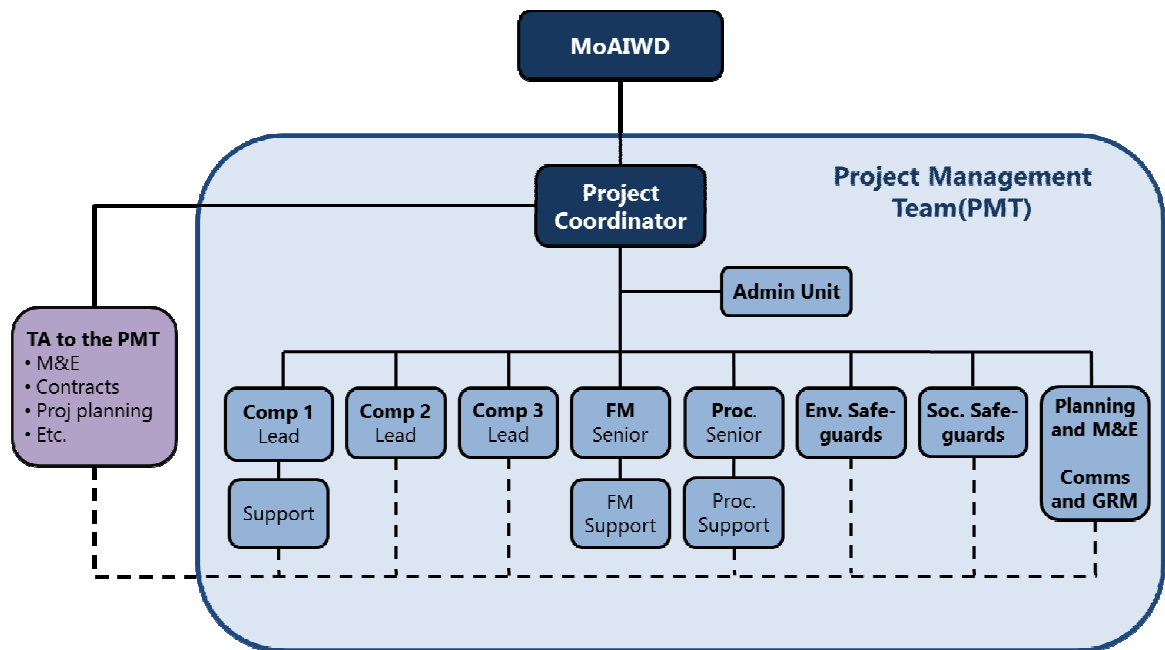 MoAIWD
Project Management
Team(PMT)
Project
Coordinator
Admin Unit
TA to the PMT
• M&E
• Contracts
• Proj planning
• Etc.
Comp 1
Lead
Comp 2
Lead
Comp 3
Lead
FM
Senior
Proc.
Senior
Env. Safe-
guards
Soc. Safe-
guards
Planning
and M&E
Comms
and GRM
Support
FM
Support
Proc.
Support